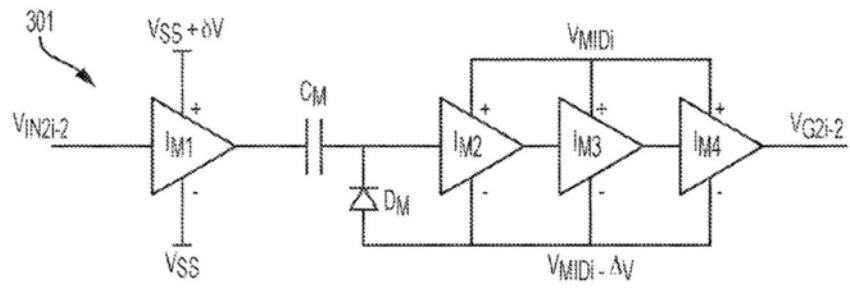 301
VSS + δV
VMIDi
CM
+
+
+
+
VIN2i-2
IM1
IM2
IM3
IM4
VG2i-2
-
-
-
-
DM
VSS
VMIDi - ΔV